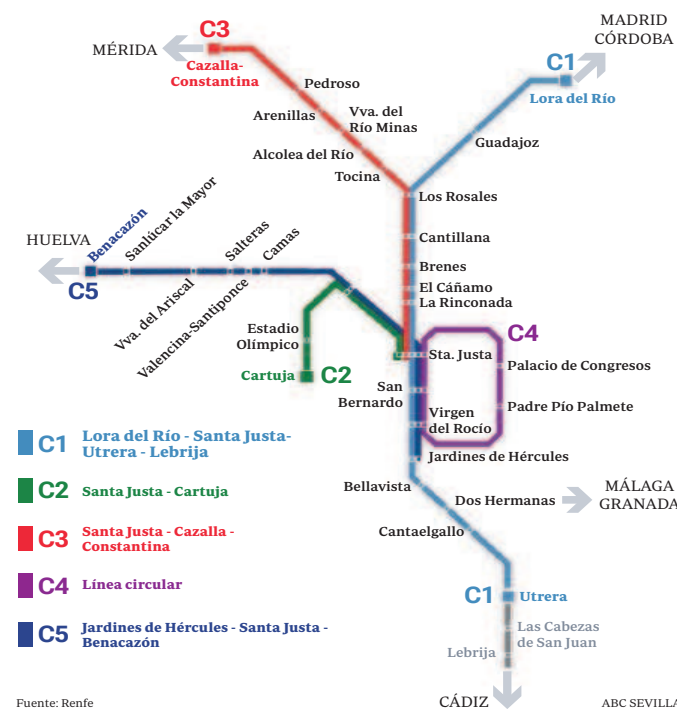 MADRID
CÓRDOBA
C3
MÉRIDA
Cazalla-
Constantina
C1
Lora del Río
Pedroso
Arenillas
Vva. del
Río Minas
Guadajoz
Alcolea del Río
Tocina
Los Rosales
HUELVA
Benacazón
Sanlúcar la Mayor
Salteras
Camas
Cantillana
Brenes
C5
Vva. del Ariscal
Valencina-Santiponce
El Cáñamo
La Rinconada
Estadio
Olímpico
C4
Sta. Justa
Palacio de Congresos
Cartuja
C2
San
Bernardo
Padre Pío Palmete
Virgen
del Rocío
Jardines de Hércules
Bellavista
Dos Hermanas
MÁLAGA
GRANADA
Cantaelgallo
C1
Utrera
Las Cabezas
de San Juan
Lebrija
CÁDIZ
C1 Lora del Río - Santa Justa-
Utrera - Lebrija
C2 Santa Justa - Cartuja
C3 Santa Justa - Cazalla -
Constantina
C4 Línea circular
C5 Jardines de Hércules - Santa Justa -
Benacazón
Fuente: Renfe
ABC SEVILLA